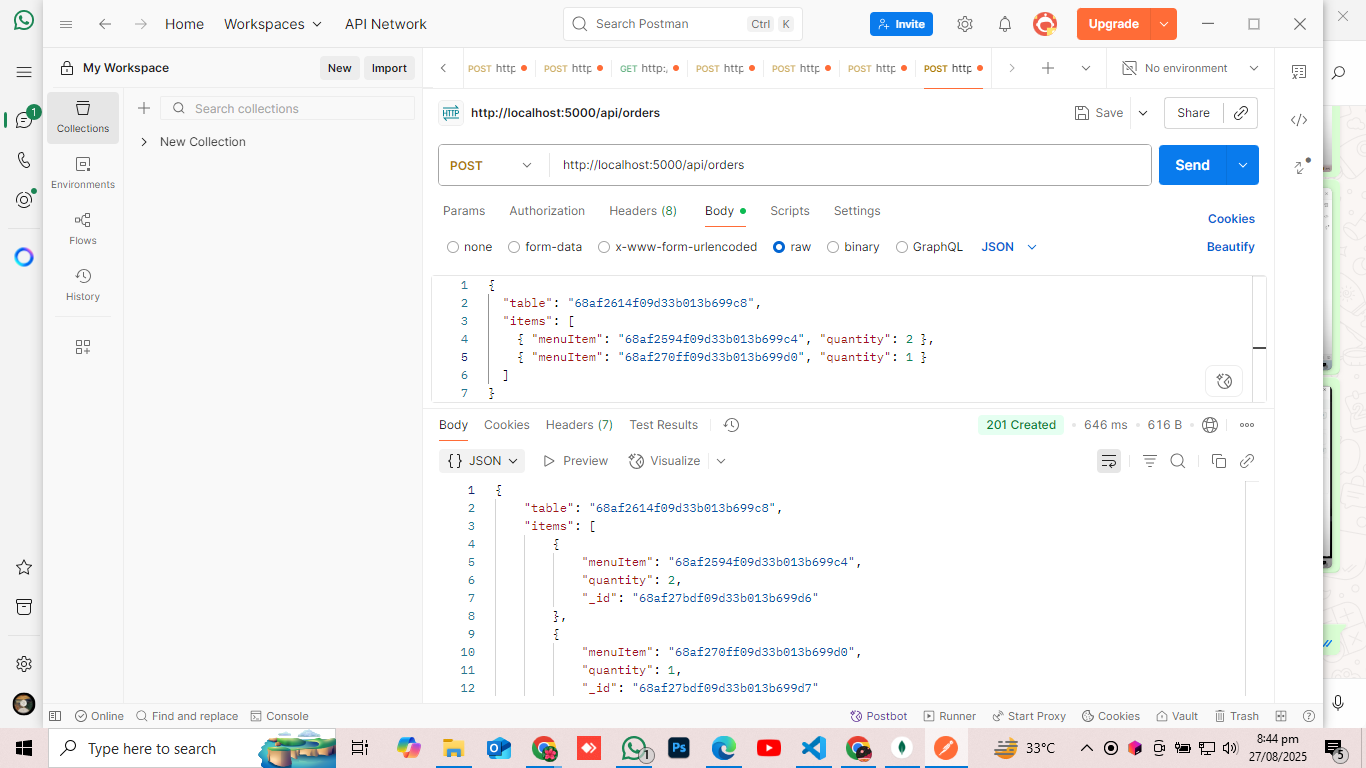 Home
Workspaces
API Network
Search Postman
Ctrl K
Invite
Upgrade
My Workspace
New
Import
POST http
POST http
GET http:/
POST http
POST http
POST http
POST http
No environment
1
Collections
Environments
Flows
History
Search collections
New Collection
HTTP
http://localhost:5000/api/orders
Save
Share
POST
http://localhost:5000/api/orders
Send
Params
Authorization
Headers (8)
Body
Scripts
Settings
Cookies
none
form-data
x-www-form-urlencoded
raw
binary
GraphQL
JSON
Beautify
1 {
2 "table": "68af2614f09d33b013b699c8",
3 "items": [
4 { "menuItem": "68af2594f09d33b013b699c4", "quantity": 2 },
5 { "menuItem": "68af270ff09d33b013b699d0", "quantity": 1 }
6 ]
7 }
Body
Cookies
Headers (7)
Test Results
201 Created
646 ms
616 B
{} JSON
Preview
Visualize
1 {
2 "table": "68af2614f09d33b013b699c8",
3 "items": [
4 {
5 "menuItem": "68af2594f09d33b013b699c4",
6 "quantity": 2,
7 "_id": "68af27bdf09d33b013b699d6"
8 },
9 {
10 "menuItem": "68af270ff09d33b013b699d0",
11 "quantity": 1,
12 "_id": "68af27bdf09d33b013b699d7"
Online
Find and replace
Console
Postbot
Runner
Start Proxy
Cookies
Vault
Trash
Type here to search
1
Ps
33°C
8:44 pm
27/08/2025
5